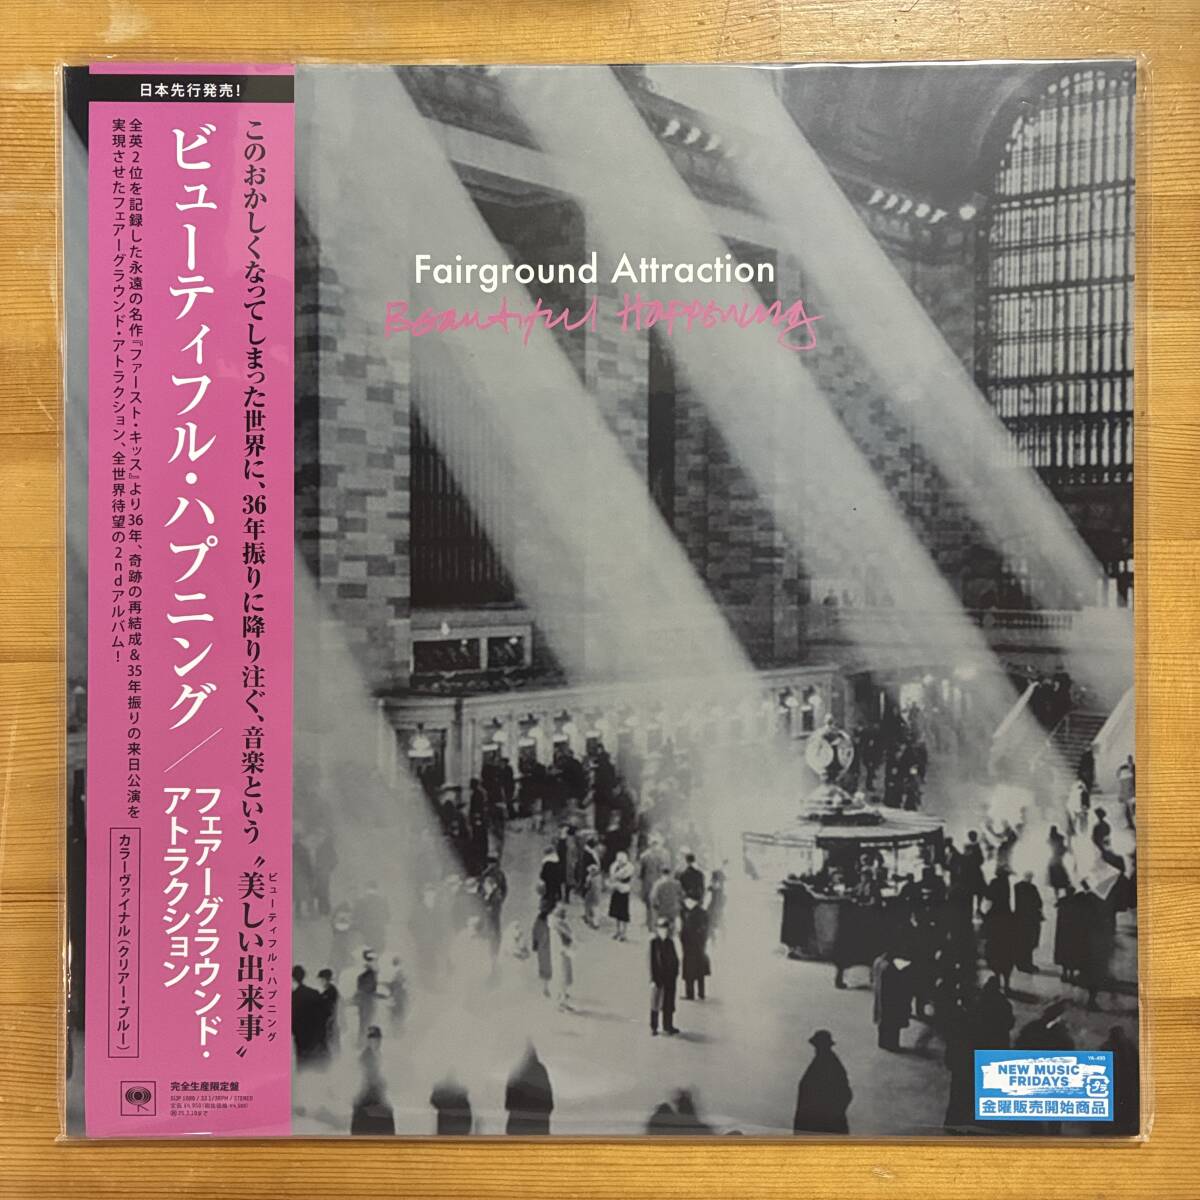 日本先行発売!
このおかしくなってしまった世界に、36年振りに降り注ぐ、音楽という〝美しい出来事〟
ビューティフル・ハプニング
ビューティフル・ハプニング/
フェアーグラウンド・
アトラクション
全英2位を記録した永遠の名作『ファースト・キッス』より36年、奇跡の再結成&35年振りの来日公演を
実現させたフェアーグラウンド・アトラクション、全世界待望の2ndアルバム!
カラーヴァイナル(クリアー・ブルー)
完全生産限定盤
33 1/3RPM / STEREO
Fairground Attraction
Beautiful Happening
YA-493
NEW MUSIC
FRIDAYS
金曜販売開始商品